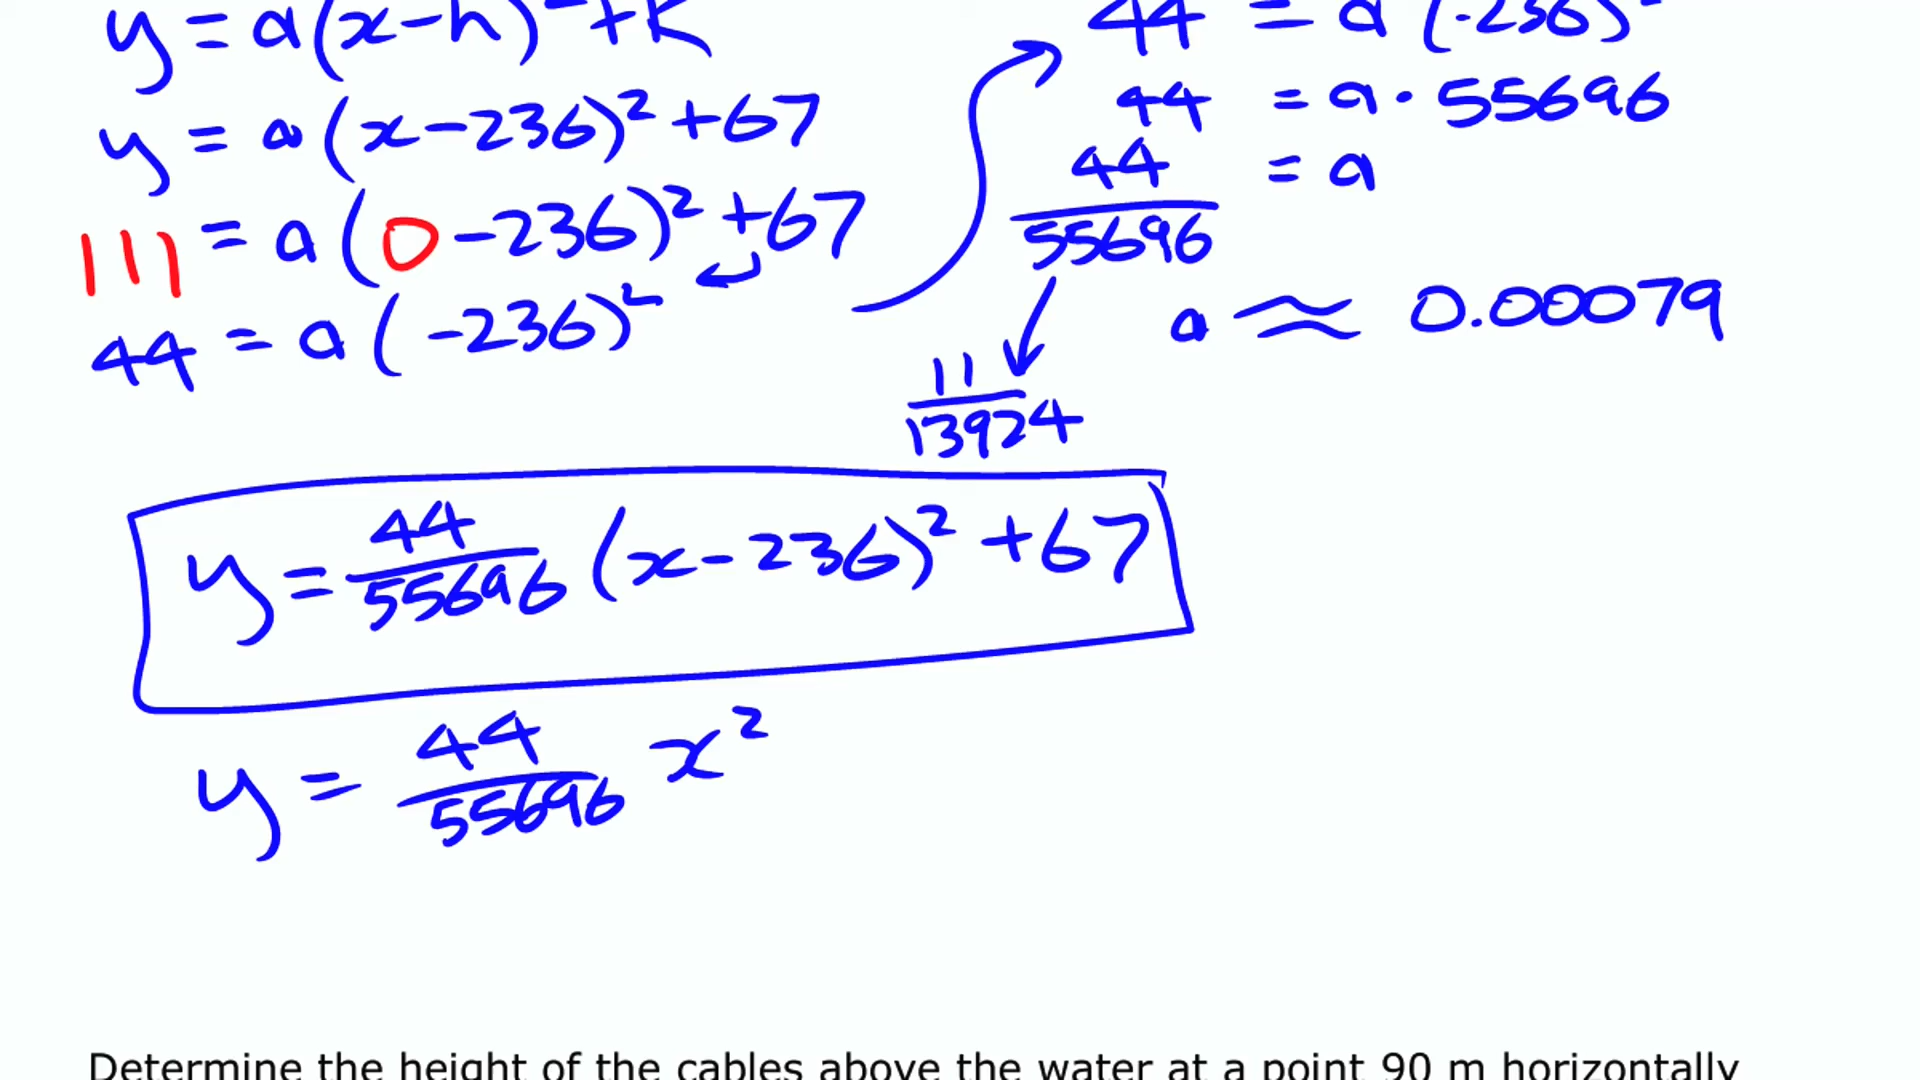 y = a(x-h)² + k
y = a(x-236)² +67
111 = a(0-236)² +67
44 = a(-236)²
44 = a(-236)²
44 = a · 55696
44/55696 = a
a ≈ 0.00079
11/13924
y = 44/55696 (x-236)² +67
y = 44/55696 x²
Determine the height of the cables above the water at a point 90 m horizontally